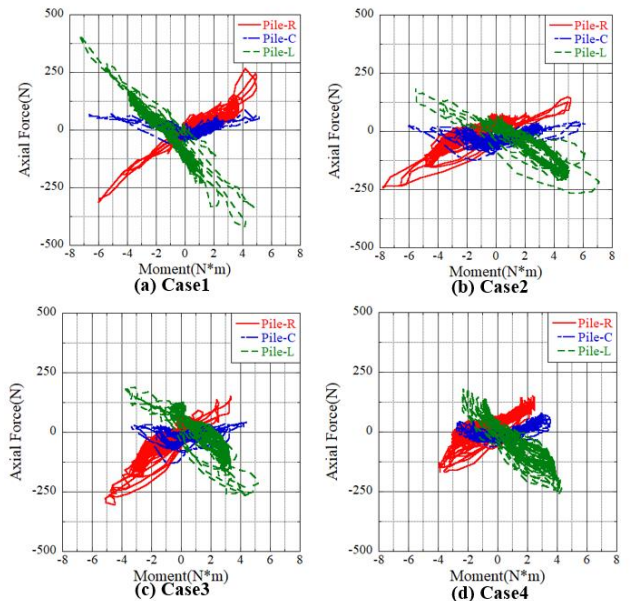 500
250
0
-250
-500
Axial Force(N)
Pile-R
Pile-C
Pile-L
-8 -6 -4 -2 0 2 4 6 8
Moment(N*m)
(a) Case1
500
250
0
-250
-500
Axial Force(N)
Pile-R
Pile-C
Pile-L
-8 -6 -4 -2 0 2 4 6 8
Moment(N*m)
(b) Case2
500
250
0
-250
-500
Axial Force(N)
Pile-R
Pile-C
Pile-L
-8 -6 -4 -2 0 2 4 6 8
Moment(N*m)
(c) Case3
500
250
0
-250
-500
Axial Force(N)
Pile-R
Pile-C
Pile-L
-8 -6 -4 -2 0 2 4 6 8
Moment(N*m)
(d) Case4